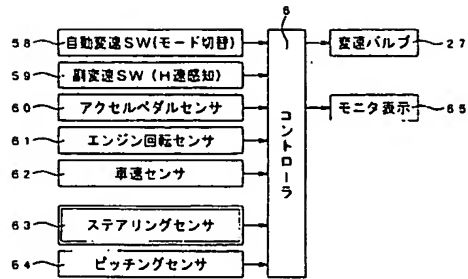 58 自動変速SW(モード切替)
59 副変速SW(H速感知)
60 アクセルペダルセンサ
61 エンジン回転センサ
62 車速センサ
63 ステアリングセンサ
64 ピッチングセンサ
6
コントローラ
変速バルブ 27
モニタ表示 65